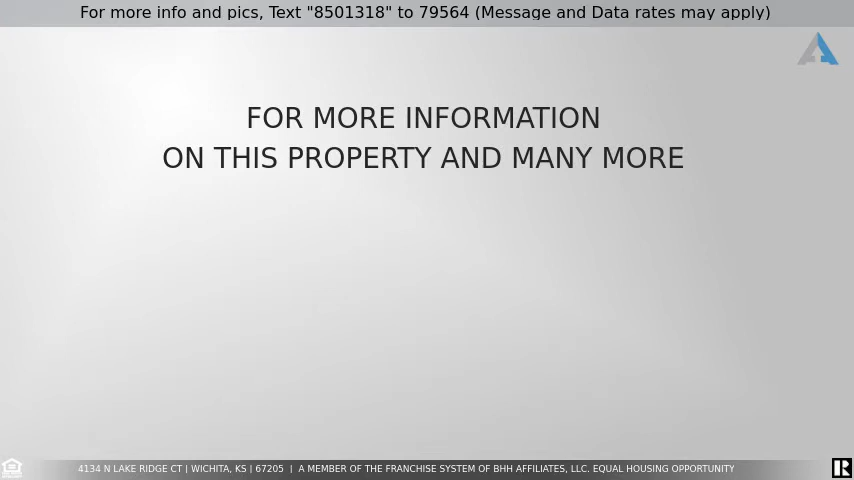 For more info and pics, Text "8501318" to 79564 (Message and Data rates may apply)
FOR MORE INFORMATION
ON THIS PROPERTY AND MANY MORE
4134 N LAKE RIDGE CT | WICHITA, KS | 67205 | A MEMBER OF THE FRANCHISE SYSTEM OF BHH AFFILIATES, LLC. EQUAL HOUSING OPPORTUNITY